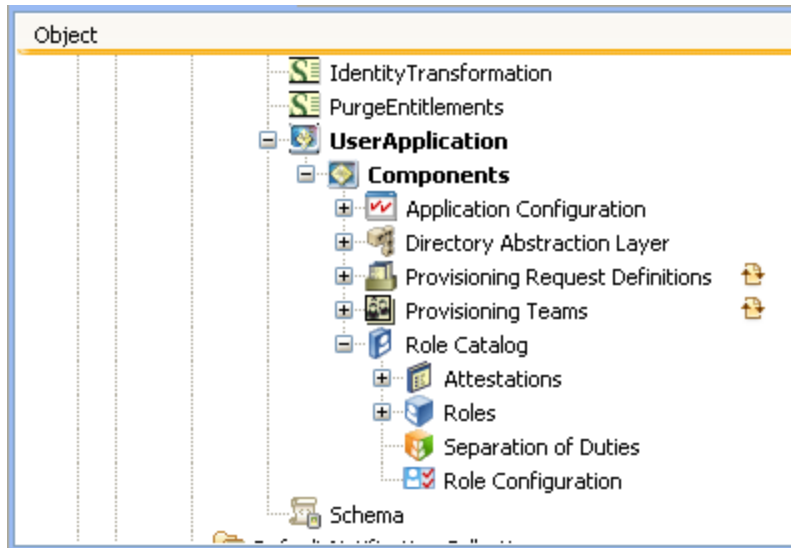 Object
IdentityTransformation
PurgeEntitlements
UserApplication
Components
Application Configuration
Directory Abstraction Layer
Provisioning Request Definitions
Provisioning Teams
Role Catalog
Attestations
Roles
Separation of Duties
Role Configuration
Schema